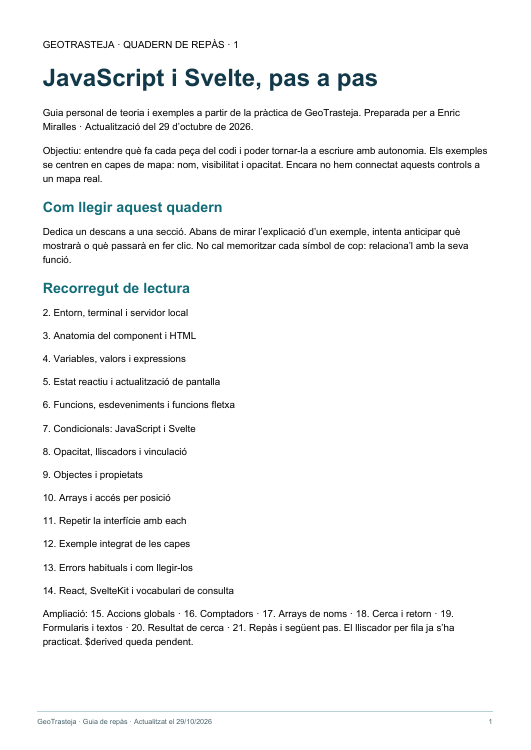 GEOTRASTEJA · QUADERN DE REPÀS · 1
JavaScript i Svelte, pas a pas
Guia personal de teoria i exemples a partir de la pràctica de GeoTrasteja. Preparada per a Enric
Miralles · Actualització del 29 d'octubre de 2026.
Objectiu: entendre què fa cada peça del codi i poder tornar-la a escriure amb autonomia. Els exemples
se centren en capes de mapa: nom, visibilitat i opacitat. Encara no hem connectat aquests controls a
un mapa real.
Com llegir aquest quadern
Dedica un descans a una secció. Abans de mirar l'explicació d'un exemple, intenta anticipar què
mostrarà o què passarà en fer clic. No cal memoritzar cada símbol de cop: relaciona'l amb la seva
funció.
Recorregut de lectura
2. Entorn, terminal i servidor local
3. Anatomia del component i HTML
4. Variables, valors i expressions
5. Estat reactiu i actualització de pantalla
6. Funcions, esdeveniments i funcions fletxa
7. Condicionals: JavaScript i Svelte
8. Opacitat, lliscadors i vinculació
9. Objectes i propietats
10. Arrays i accés per posició
11. Repetir la interfície amb each
12. Exemple integrat de les capes
13. Errors habituals i com llegir-los
14. React, SvelteKit i vocabulari de consulta
Ampliació: 15. Accions globals · 16. Comptadors · 17. Arrays de noms · 18. Cerca i retorn · 19.
Formularis i textos · 20. Resultat de cerca · 21. Repàs i següent pas. El lliscador per fila ja s'ha
practicat. $derived queda pendent.
GeoTrasteja · Guia de repàs · Actualitzat el 29/10/2026
1